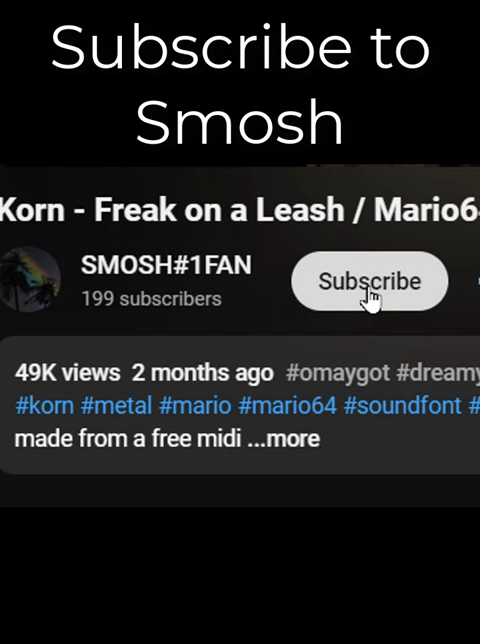 Subscribe to
Smosh
Korn - Freak on a Leash / Mario6
SMOSH#1FAN
Subscribe
199 subscribers
49K views 2 months ago #omaygot #dreamy
#korn #metal #mario #mario64 #soundfont #
made from a free midi ...more